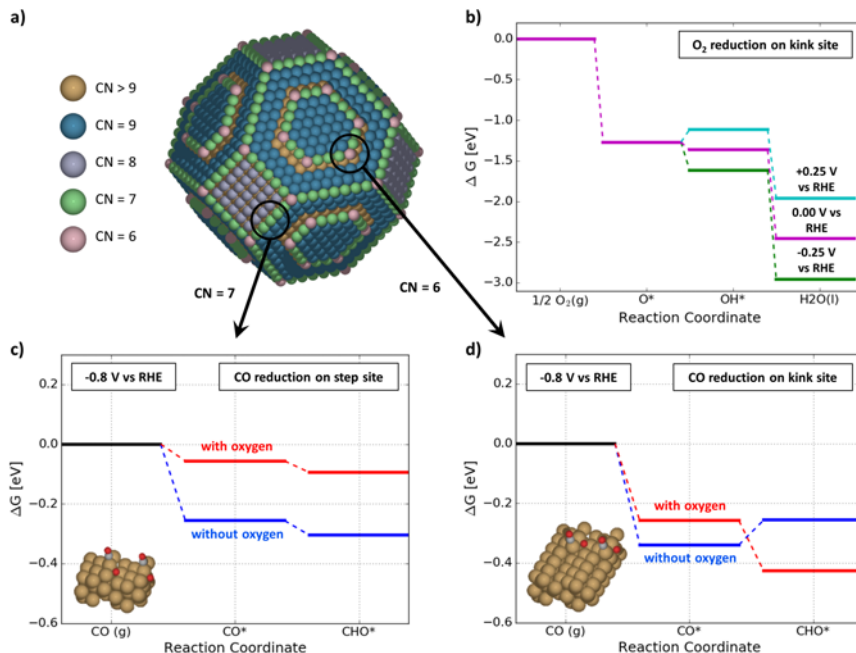 a)
CN > 9
CN = 9
CN = 8
CN = 7
CN = 6
CN = 7
CN = 6
b)
O₂ reduction on kink site
0.0
−0.5
−1.0
−1.5
−2.0
−2.5
−3.0
Δ G [eV]
+0.25 V
vs RHE
0.00 V vs
RHE
-0.25 V
vs RHE
1/2 O₂(g)
O*
OH*
H2O(l)
Reaction Coordinate
c)
-0.8 V vs RHE
CO reduction on step site
0.2
0.0
−0.2
−0.4
−0.6
ΔG [eV]
with oxygen
without oxygen
CO (g)
CO*
CHO*
Reaction Coordinate
d)
-0.8 V vs RHE
CO reduction on kink site
0.2
0.0
−0.2
−0.4
−0.6
ΔG [eV]
with oxygen
without oxygen
CO (g)
CO*
CHO*
Reaction Coordinate